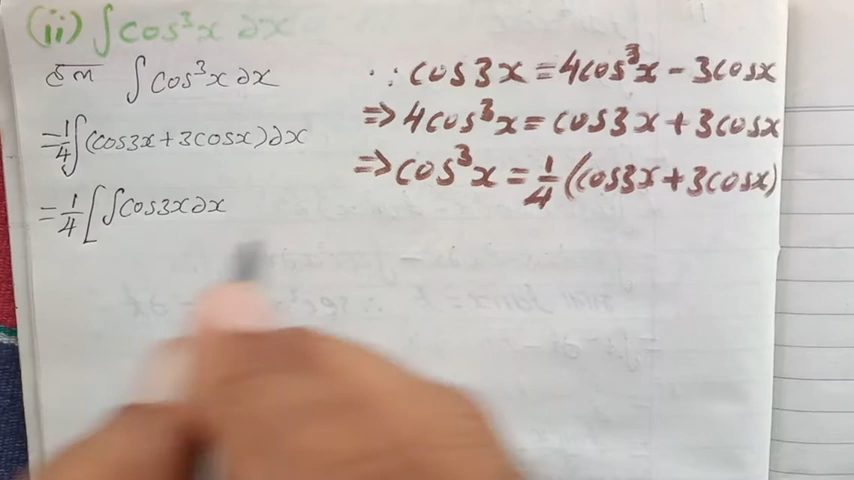 (ii) ∫cos³x ∂x
∫cos³x ∂x
=1/4∫(cos3x+3cosx)∂x
=1/4[∫cos3x∂x
∵ cos3x=4cos³x-3cosx
⇒4cos³x=cos3x+3cosx
⇒cos³x=1/4(cos3x+3cosx)